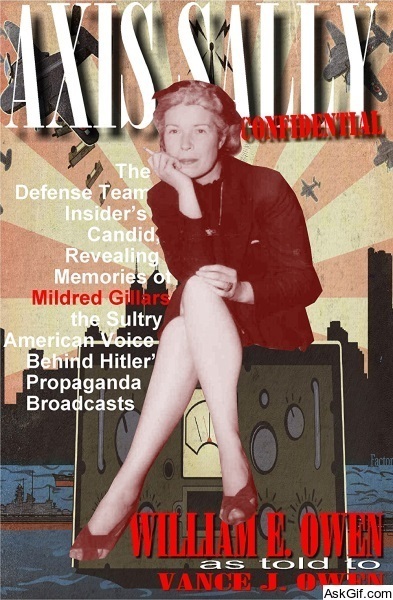 AXIS SALLY
CONFIDENTIAL
The
Defense Team
Insider's
Candid,
Revealing
Memories of
Mildred Gillars
the Sultry
American Voice
Behind Hitler'
Propaganda
Broadcasts
Factor
WILLIAM E. OWEN
as told to
VANCE J. OWEN
AskGif.com